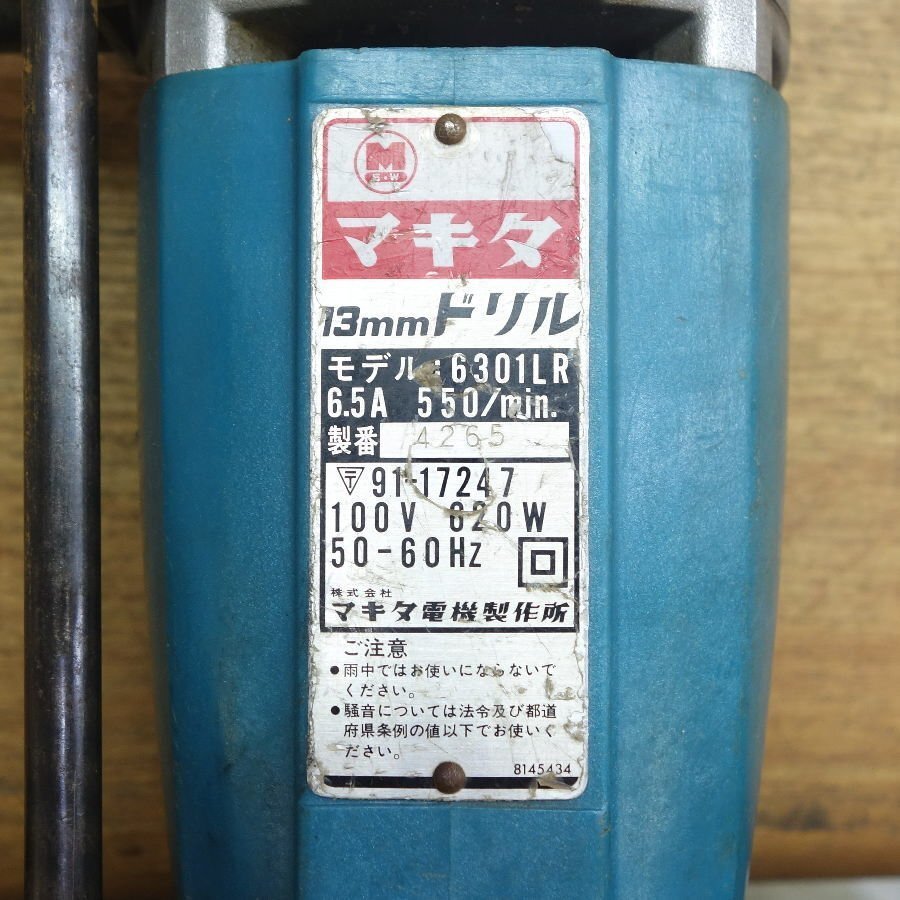 M
S·W
マキタ
13mmドリル
モデル:6301LR
6.5A 550/min.
製番 4265
〒 91-17247
100V 620W
50-60Hz
株式会社
マキタ電機製作所
ご注意
●雨中ではお使いにならないで
ください。
●騒音については法令及び都道
府県条例の値以下でお使いく
ださい。
8145434